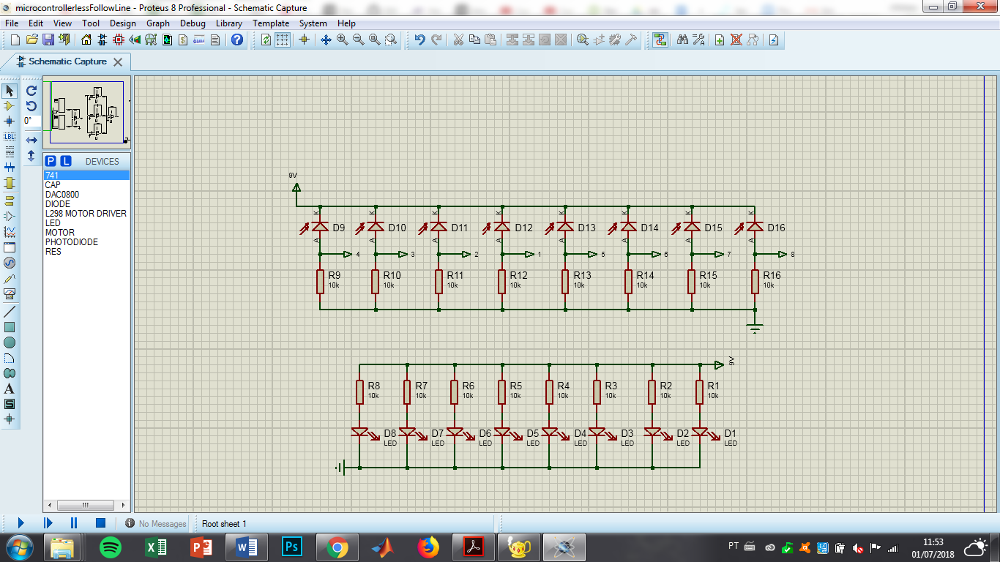 microcontrollerlessFollowLine - Proteus 8 Professional - Schematic Capture
File Edit View Tool Design Graph Debug Library Template System Help
Schematic Capture
0°
LBL
P L DEVICES
741
CAP
DAC0800
DIODE
L298 MOTOR DRIVER
LED
MOTOR
PHOTODIODE
RES
A
S
9V
K K K K K K K K
D9 D10 D11 D12 D13 D14 D15 D16
A A A A A A A A
4 3 2 1 5 6 7 8
R9 R10 R11 R12 R13 R14 R15 R16
10k 10k 10k 10k 10k 10k 10k 10k
9V
R8 R7 R6 R5 R4 R3 R2 R1
10k 10k 10k 10k 10k 10k 10k 10k
D8 D7 D6 D5 D4 D3 D2 D1
LED LED LED LED LED LED LED LED
No Messages Root sheet 1
W Ps
PT 11:53
01/07/2018